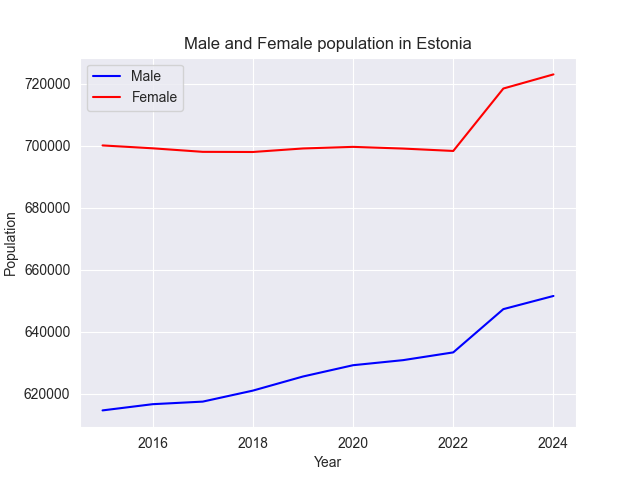 Male and Female population in Estonia
Male
Female
720000
700000
680000
660000
640000
620000
Population
2016
2018
2020
2022
2024
Year